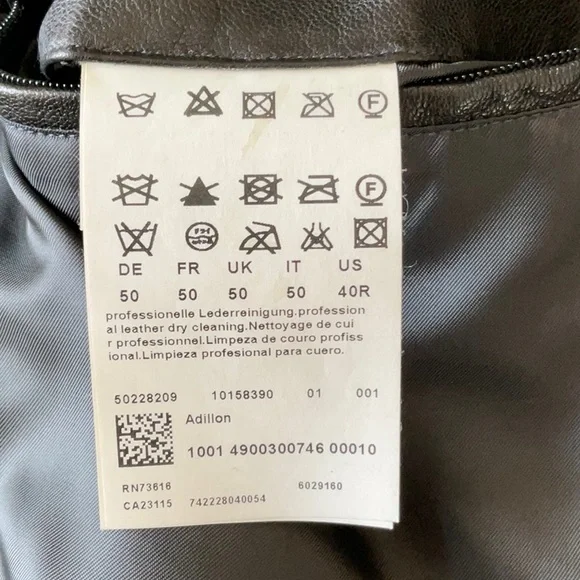 F
F
DE FR UK IT US
50 50 50 50 40R
professionelle Lederreinigung.profession
al leather dry cleaning.Nettoyage de cui
r professionnel.Limpeza de couro profiss
ional.Limpieza profesional para cuero.
50228209 10158390 01 001
Adillon
1001 4900300746 00010
RN73616 6029160
CA23115 742228040054